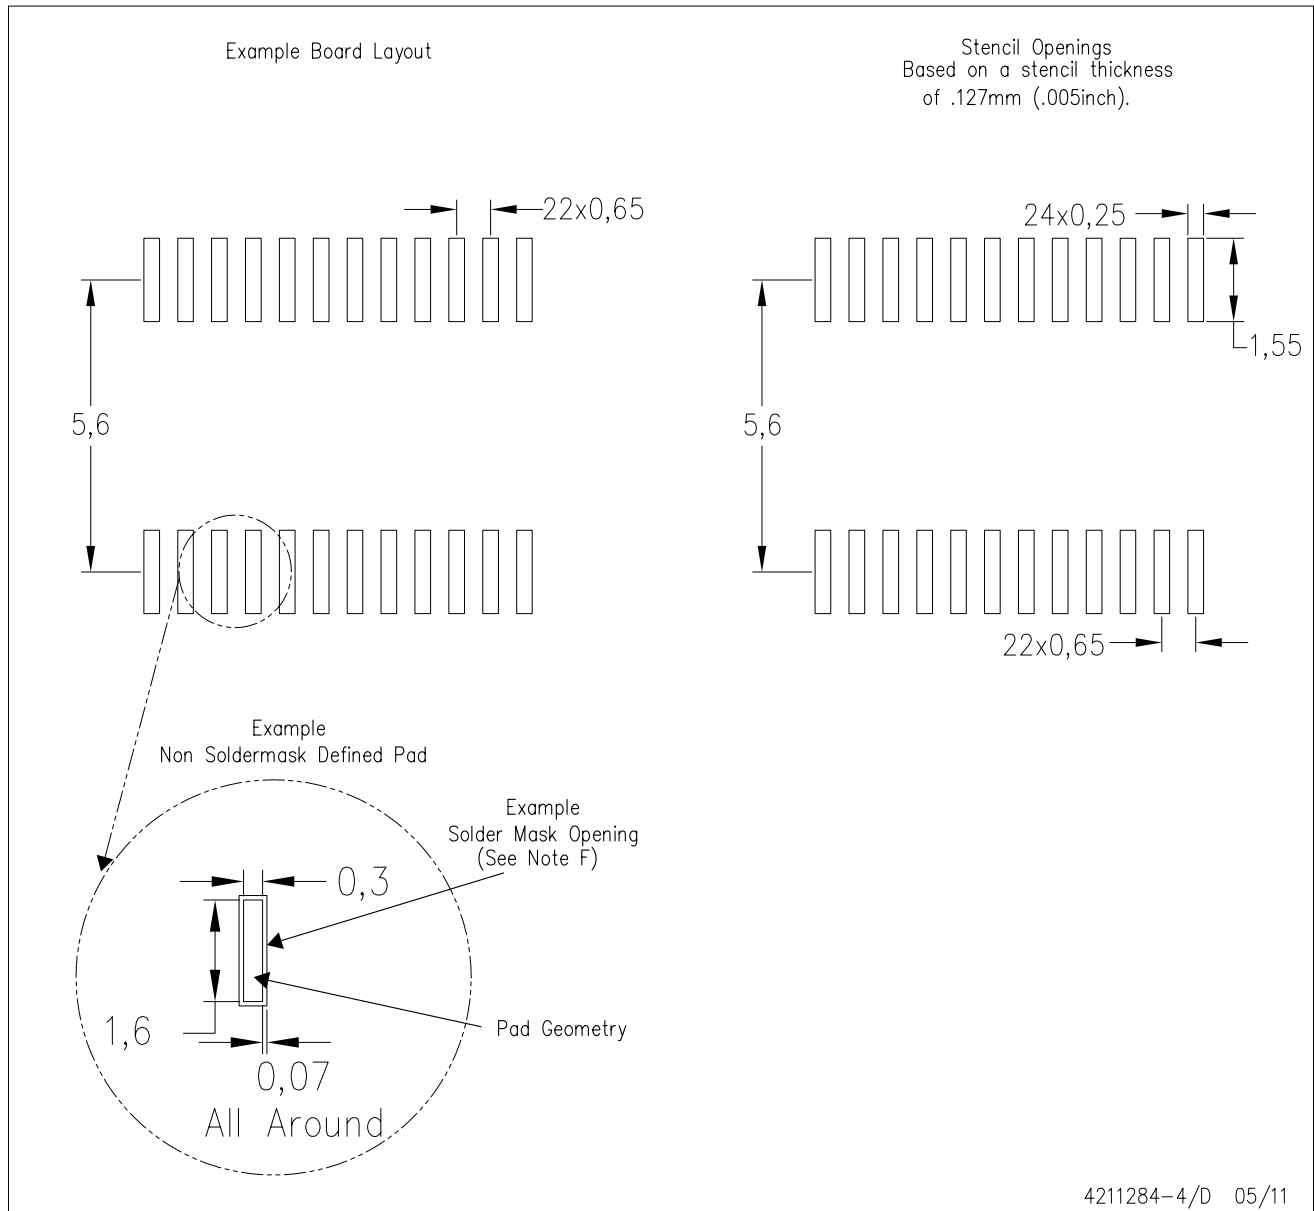 Example Board Layout
Stencil Openings
Based on a stencil thickness
of .127mm (.005inch).
22x0,65
24x0,25
1,55
5,6
5,6
22x0,65
Example
Non Soldermask Defined Pad
Example
Solder Mask Opening
(See Note F)
0,3
1,6
Pad Geometry
0,07
All Around
4211284-4/D 05/11